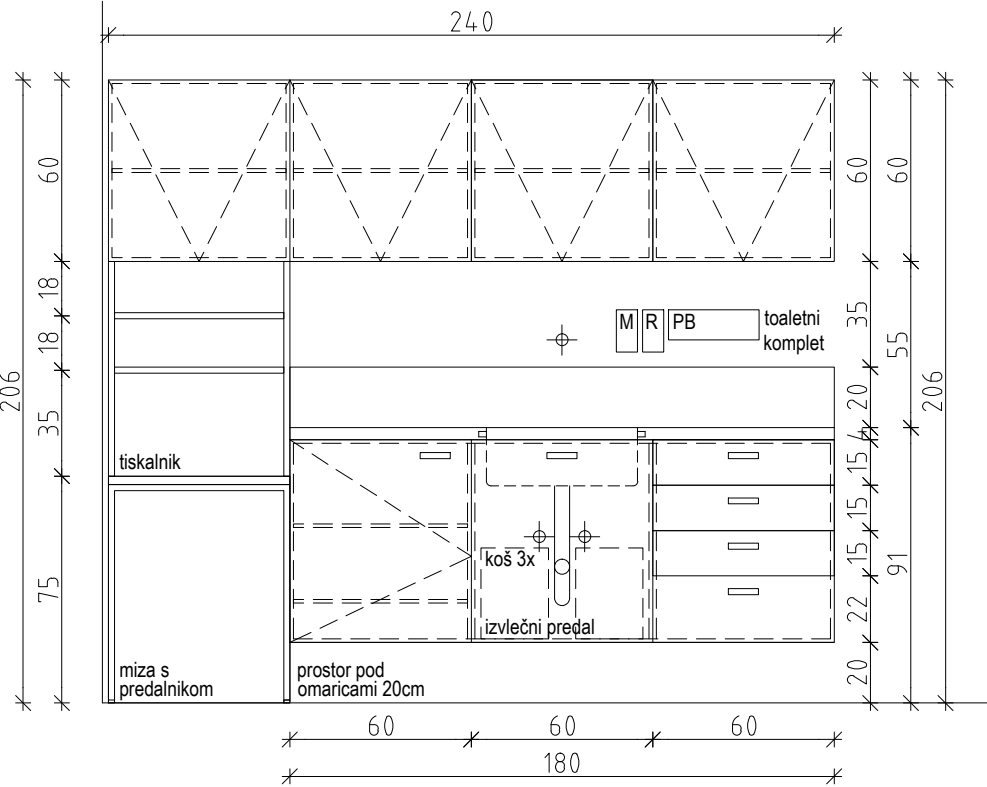 240
60
60
60
18
M R PB toaletni
komplet
35
18
55
206
206
35
20
tiskalnik
4
15
15
koš 3x
15
91
75
22
izvlečni predal
miza s
predalnikom
prostor pod
omaricami 20cm
20
60 60 60
180